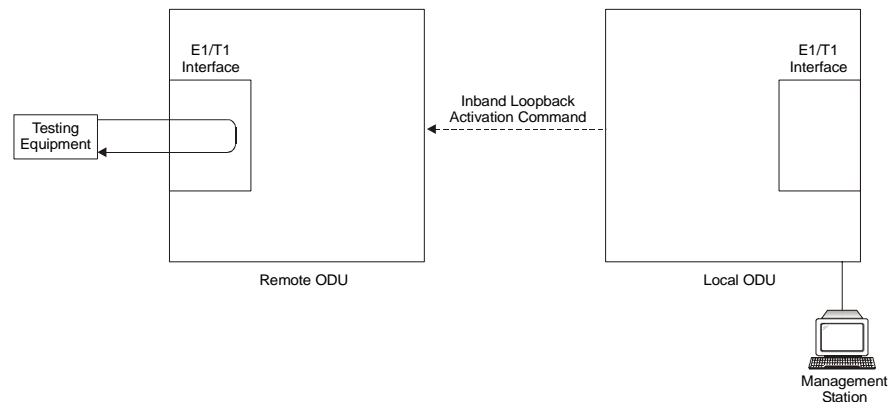 E1/T1
Interface
E1/T1
Interface
Inband Loopback
Activation Command
Testing
Equipment
Remote ODU
Local ODU
Management
Station